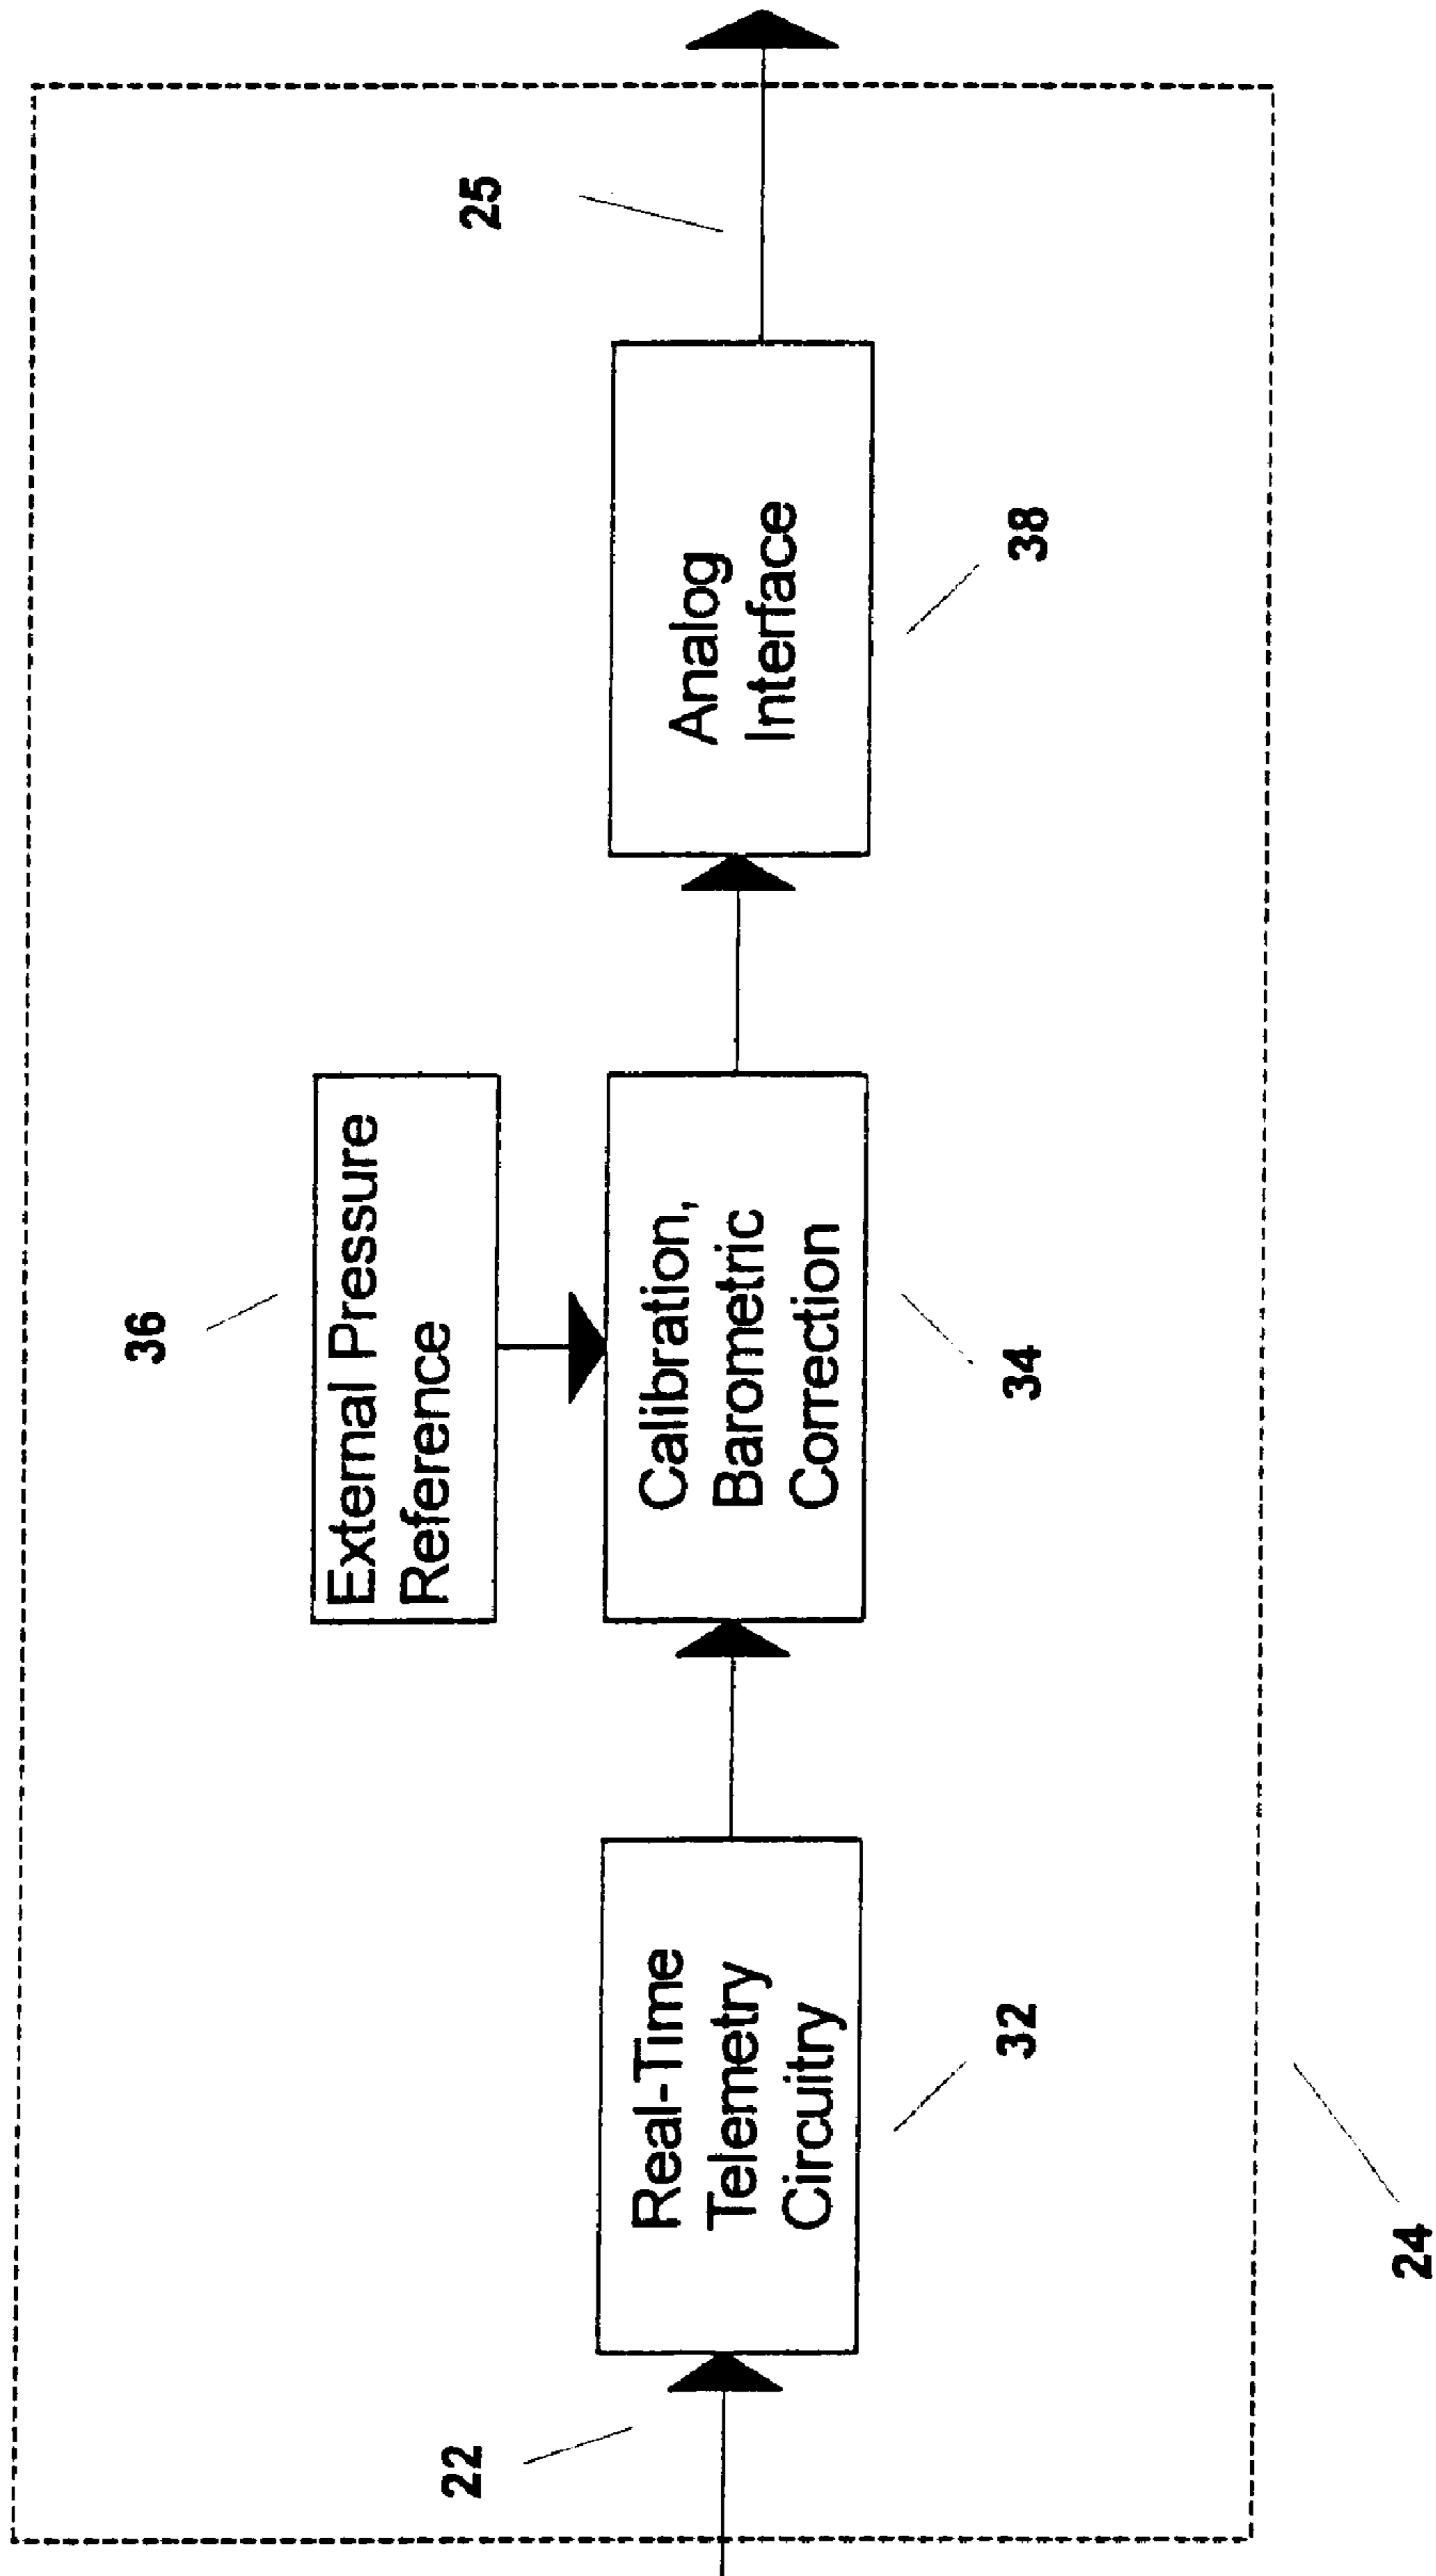 36
External Pressure
Reference
25
22
Real-Time
Telemetry
Circuitry
Calibration,
Barometric
Correction
Analog
Interface
32
34
38
24